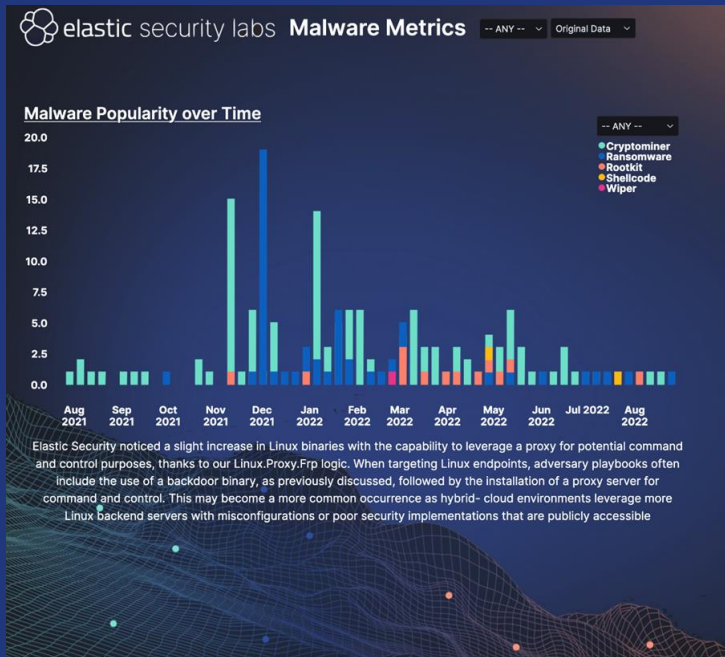 elastic security labs Malware Metrics -- ANY -- Original Data
Malware Popularity over Time
-- ANY --
Cryptominer
Ransomware
Rootkit
Shellcode
Wiper
20.0
17.5
15.0
12.5
10.0
7.5
5.0
2.5
0.0
Aug 2021
Sep 2021
Oct 2021
Nov 2021
Dec 2021
Jan 2022
Feb 2022
Mar 2022
Apr 2022
May 2022
Jun 2022
Jul 2022
Aug 2022
Elastic Security noticed a slight increase in Linux binaries with the capability to leverage a proxy for potential command
and control purposes, thanks to our Linux.Proxy.Frp logic. When targeting Linux endpoints, adversary playbooks often
include the use of a backdoor binary, as previously discussed, followed by the installation of a proxy server for
command and control. This may become a more common occurrence as hybrid- cloud environments leverage more
Linux backend servers with misconfigurations or poor security implementations that are publicly accessible